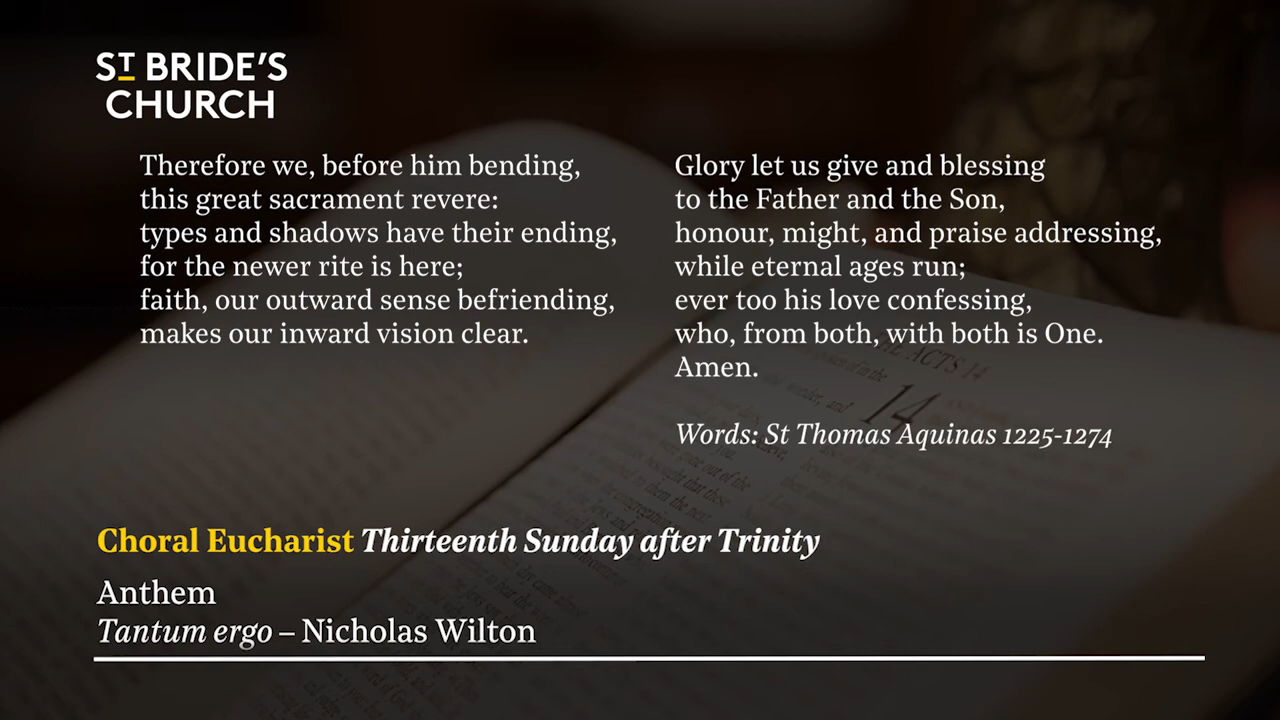 ST BRIDE'S
CHURCH
Therefore we, before him bending,
this great sacrament revere:
types and shadows have their ending,
for the newer rite is here;
faith, our outward sense befriending,
makes our inward vision clear.
Glory let us give and blessing
to the Father and the Son,
honour, might, and praise addressing,
while eternal ages run;
ever too his love confessing,
who, from both, with both is One.
Amen.
Words: St Thomas Aquinas 1225-1274
THE ACTS 14
14
Choral Eucharist Thirteenth Sunday after Trinity
Anthem
Tantum ergo – Nicholas Wilton